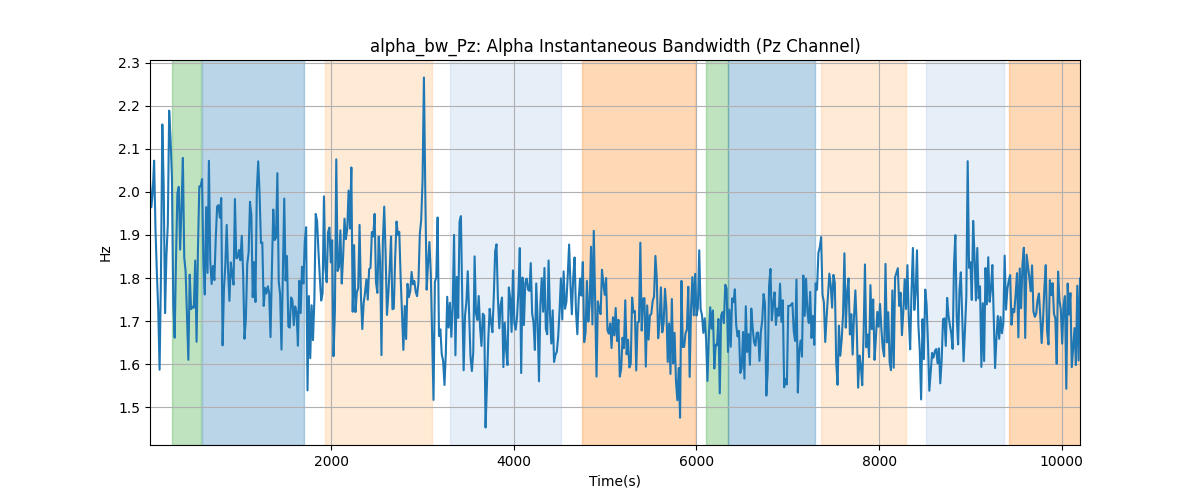 alpha_bw_Pz: Alpha Instantaneous Bandwidth (Pz Channel)
2.3
2.2
2.1
2.0
1.9
1.8
1.7
1.6
1.5
Hz
2000 4000 6000 8000 10000
Time(s)